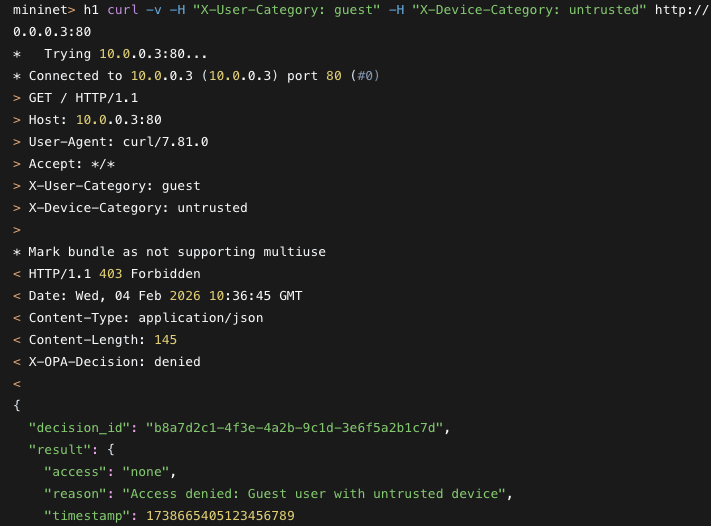 mininet> h1 curl -v -H "X-User-Category: guest" -H "X-Device-Category: untrusted" http://
0.0.0.3:80
*   Trying 10.0.0.3:80...
* Connected to 10.0.0.3 (10.0.0.3) port 80 (#0)
> GET / HTTP/1.1
> Host: 10.0.0.3:80
> User-Agent: curl/7.81.0
> Accept: */*
> X-User-Category: guest
> X-Device-Category: untrusted
>
* Mark bundle as not supporting multiuse
< HTTP/1.1 403 Forbidden
< Date: Wed, 04 Feb 2026 10:36:45 GMT
< Content-Type: application/json
< Content-Length: 145
< X-OPA-Decision: denied
<
{
  "decision_id": "b8a7d2c1-4f3e-4a2b-9c1d-3e6f5a2b1c7d",
  "result": {
    "access": "none",
    "reason": "Access denied: Guest user with untrusted device",
    "timestamp": 1738665405123456789